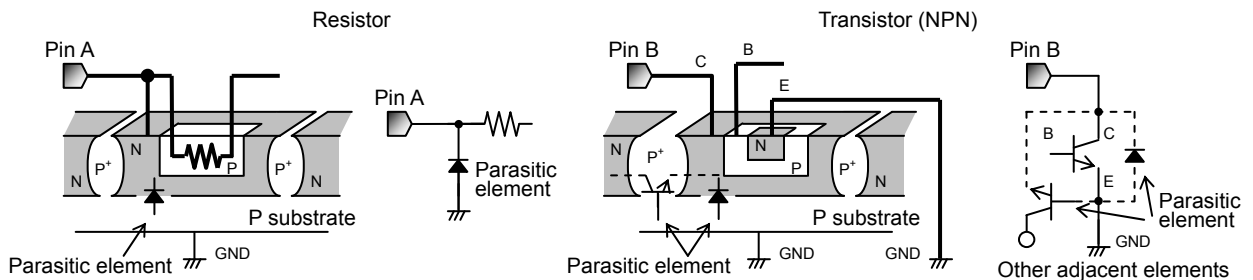 Resistor
Pin A
N
P+
N
P
P+
N
P substrate
Parasitic element
GND
Pin A
Parasitic
element
Transistor (NPN)
Pin B
C
B
E
N
P+
N
P
P+
N
N
P substrate
Parasitic element
GND
GND
Pin B
B
C
E
Parasitic
element
GND
Other adjacent elements